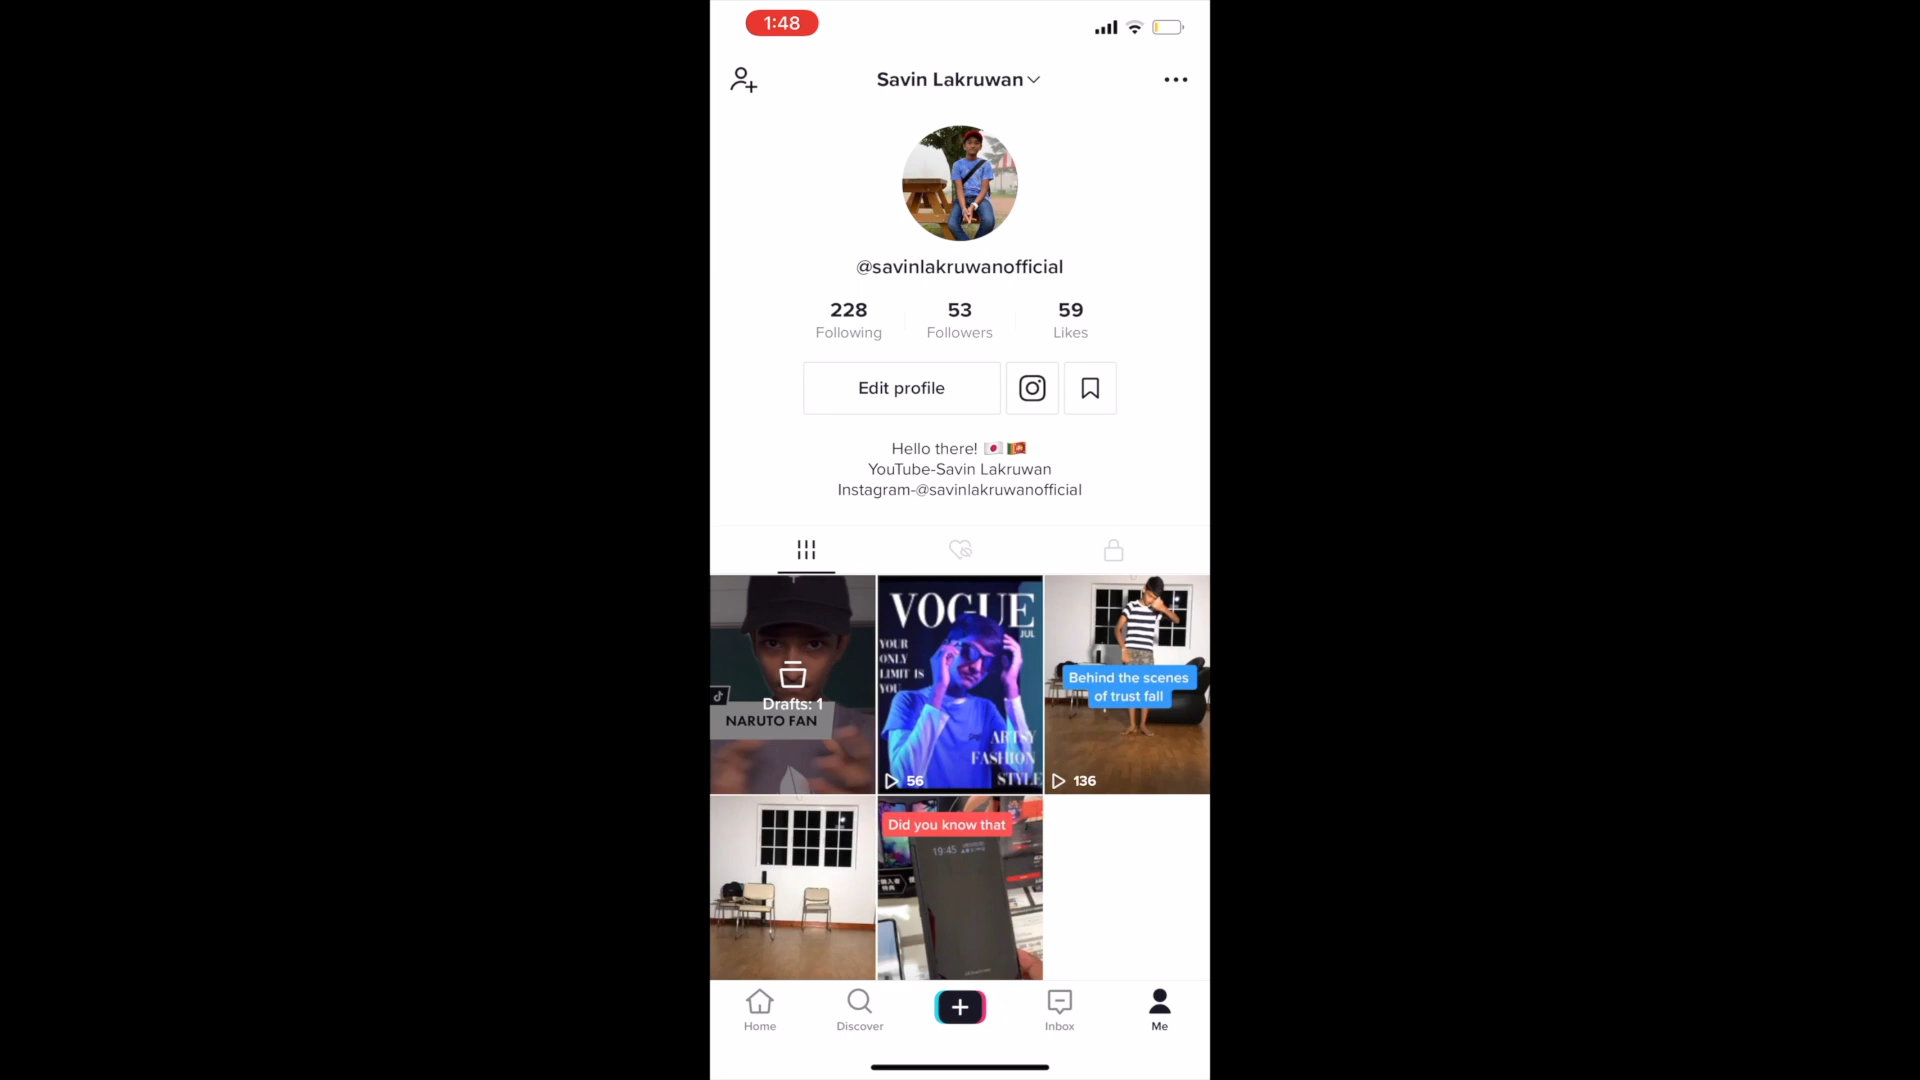 1:48
Savin Lakruwan
@savinlakruwanofficial
228
Following
53
Followers
59
Likes
Edit profile
Hello there! 🇯🇵🇱🇰
YouTube-Savin Lakruwan
Instagram-@savinlakruwanofficial
Drafts: 1
NARUTO FAN
VOGUE
JUL
YOUR
ONLY
LIMIT IS
YOU
ARTSY
FASHION
STYLE
56
Behind the scenes
of trust fall
136
Did you know that
19:45
Home
Discover
Inbox
Me